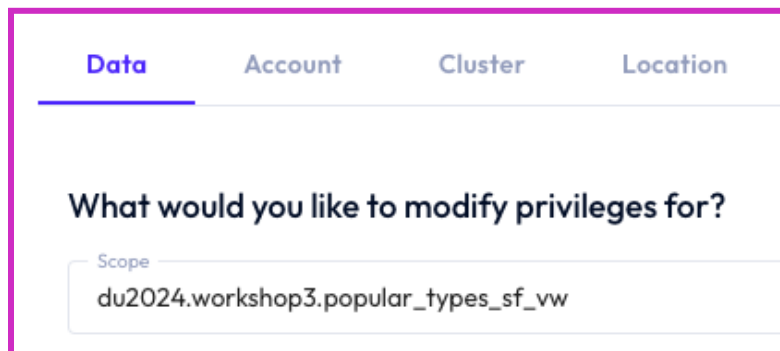 Data Account Cluster Location
What would you like to modify privileges for?
Scope
du2024.workshop3.popular_types_sf_vw